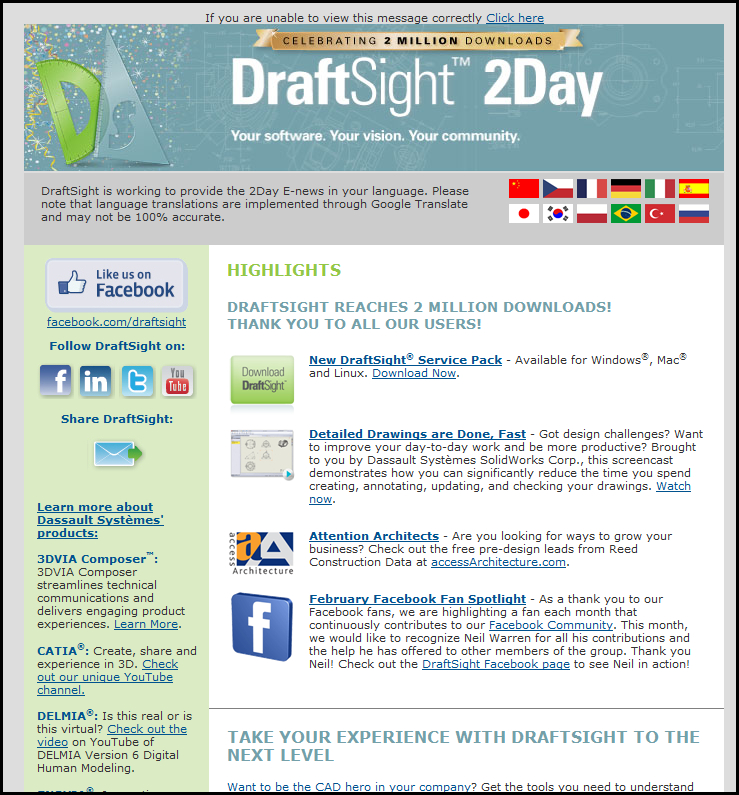 If you are unable to view this message correctly Click here
CELEBRATING 2 MILLION DOWNLOADS
DraftSight™ 2Day
Your software. Your vision. Your community.
DS
DraftSight is working to provide the 2Day E-news in your language. Please
note that language translations are implemented through Google Translate
and may not be 100% accurate.
Like us on
Facebook
facebook.com/draftsight
Follow DraftSight on:
f
in
t
You
Tube
Share DraftSight:
Learn more about
Dassault Systèmes'
products:
3DVIA Composer™:
3DVIA Composer
streamlines technical
communications and
delivers engaging product
experiences. Learn More.
CATIA®: Create, share and
experience in 3D. Check
out our unique YouTube
channel.
DELMIA®: Is this real or is
this virtual? Check out the
video on YouTube of
DELMIA Version 6 Digital
Human Modeling.
HIGHLIGHTS
DRAFTSIGHT REACHES 2 MILLION DOWNLOADS!
THANK YOU TO ALL OUR USERS!
Download
DraftSight
New DraftSight® Service Pack - Available for Windows®, Mac®
and Linux. Download Now.
Detailed Drawings are Done, Fast - Got design challenges? Want
to improve your day-to-day work and be more productive? Brought
to you by Dassault Systèmes SolidWorks Corp., this screencast
demonstrates how you can significantly reduce the time you spend
creating, annotating, updating, and checking your drawings. Watch
now.
access
aA
Architecture
Attention Architects - Are you looking for ways to grow your
business? Check out the free pre-design leads from Reed
Construction Data at accessArchitecture.com.
f
February Facebook Fan Spotlight - As a thank you to our
Facebook fans, we are highlighting a fan each month that
continuously contributes to our Facebook Community. This month,
we would like to recognize Neil Warren for all his contributions and
the help he has offered to other members of the group. Thank you
Neil! Check out the DraftSight Facebook page to see Neil in action!
TAKE YOUR EXPERIENCE WITH DRAFTSIGHT TO THE
NEXT LEVEL
Want to be the CAD hero in your company? Get the tools you need to understand